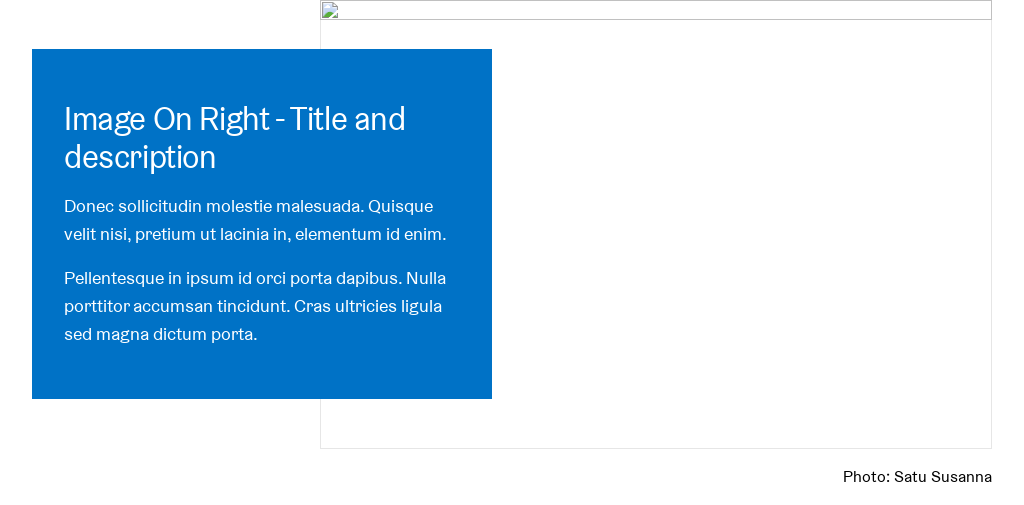 Image On Right - Title and
description
Donec sollicitudin molestie malesuada. Quisque
velit nisi, pretium ut lacinia in, elementum id enim.
Pellentesque in ipsum id orci porta dapibus. Nulla
porttitor accumsan tincidunt. Cras ultricies ligula
sed magna dictum porta.
Photo: Satu Susanna